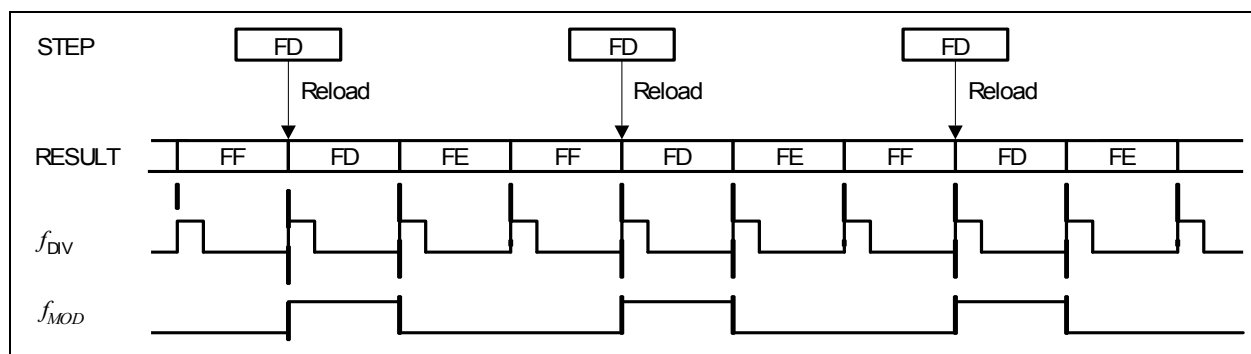 STEP FD FD FD
Reload Reload Reload
RESULT FF FD FE FF FD FE FF FD FE
fDIV
fMOD